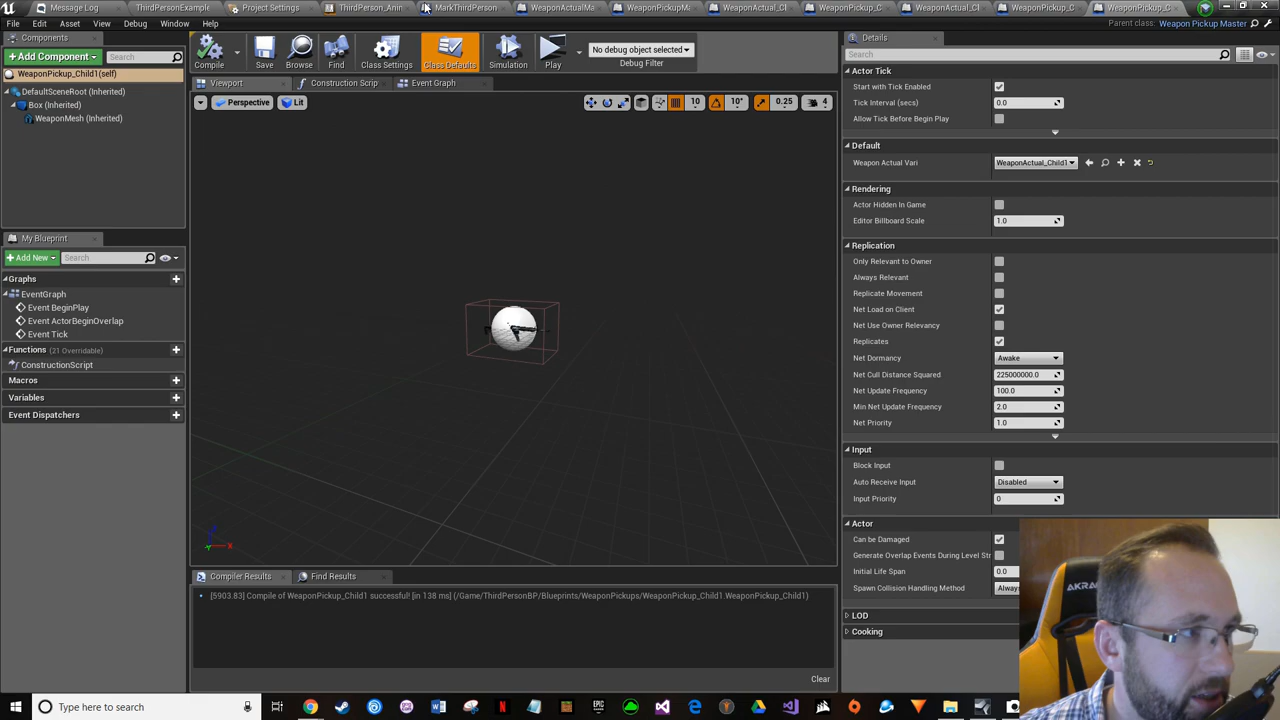 Message Log
ThirdPersonExample
Project Settings
ThirdPerson_Anin
MarkThirdPerson
WeaponActualMa
WeaponPickupMa
WeaponActual_Cl
WeaponPickup_C
WeaponActual_Cl
WeaponPickup_C
WeaponPickup_C
File Edit Asset View Debug Window Help
Parent class: Weapon Pickup Master
Components
+ Add Component Search
WeaponPickup_Child1(self)
DefaultSceneRoot (Inherited)
Box (Inherited)
WeaponMesh (Inherited)
My Blueprint
+ Add New Search
Graphs
EventGraph
Event BeginPlay
Event ActorBeginOverlap
Event Tick
Functions (21 Overridable)
ConstructionScript
Macros
Variables
Event Dispatchers
Compile Save Browse Find Class Settings Class Defaults Simulation Play
No debug object selected
Debug Filter
Viewport Construction Scrip Event Graph
Perspective Lit 10 10° 0.25 4
Compiler Results Find Results
[5903.83] Compile of WeaponPickup_Child1 successful! [in 138 ms] (/Game/ThirdPersonBP/Blueprints/WeaponPickups/WeaponPickup_Child1.WeaponPickup_Child1)
Clear
Details
Search
Actor Tick
Start with Tick Enabled
Tick Interval (secs) 0.0
Allow Tick Before Begin Play
Default
Weapon Actual Vari WeaponActual_Child1
Rendering
Actor Hidden In Game
Editor Billboard Scale 1.0
Replication
Only Relevant to Owner
Always Relevant
Replicate Movement
Net Load on Client
Net Use Owner Relevancy
Replicates
Net Dormancy Awake
Net Cull Distance Squared 225000000.0
Net Update Frequency 100.0
Min Net Update Frequency 2.0
Net Priority 1.0
Input
Block Input
Auto Receive Input Disabled
Input Priority 0
Actor
Can be Damaged
Generate Overlap Events During Level Str
Initial Life Span 0.0
Spawn Collision Handling Method Alway
LOD
Cooking
AKRA
Type here to search